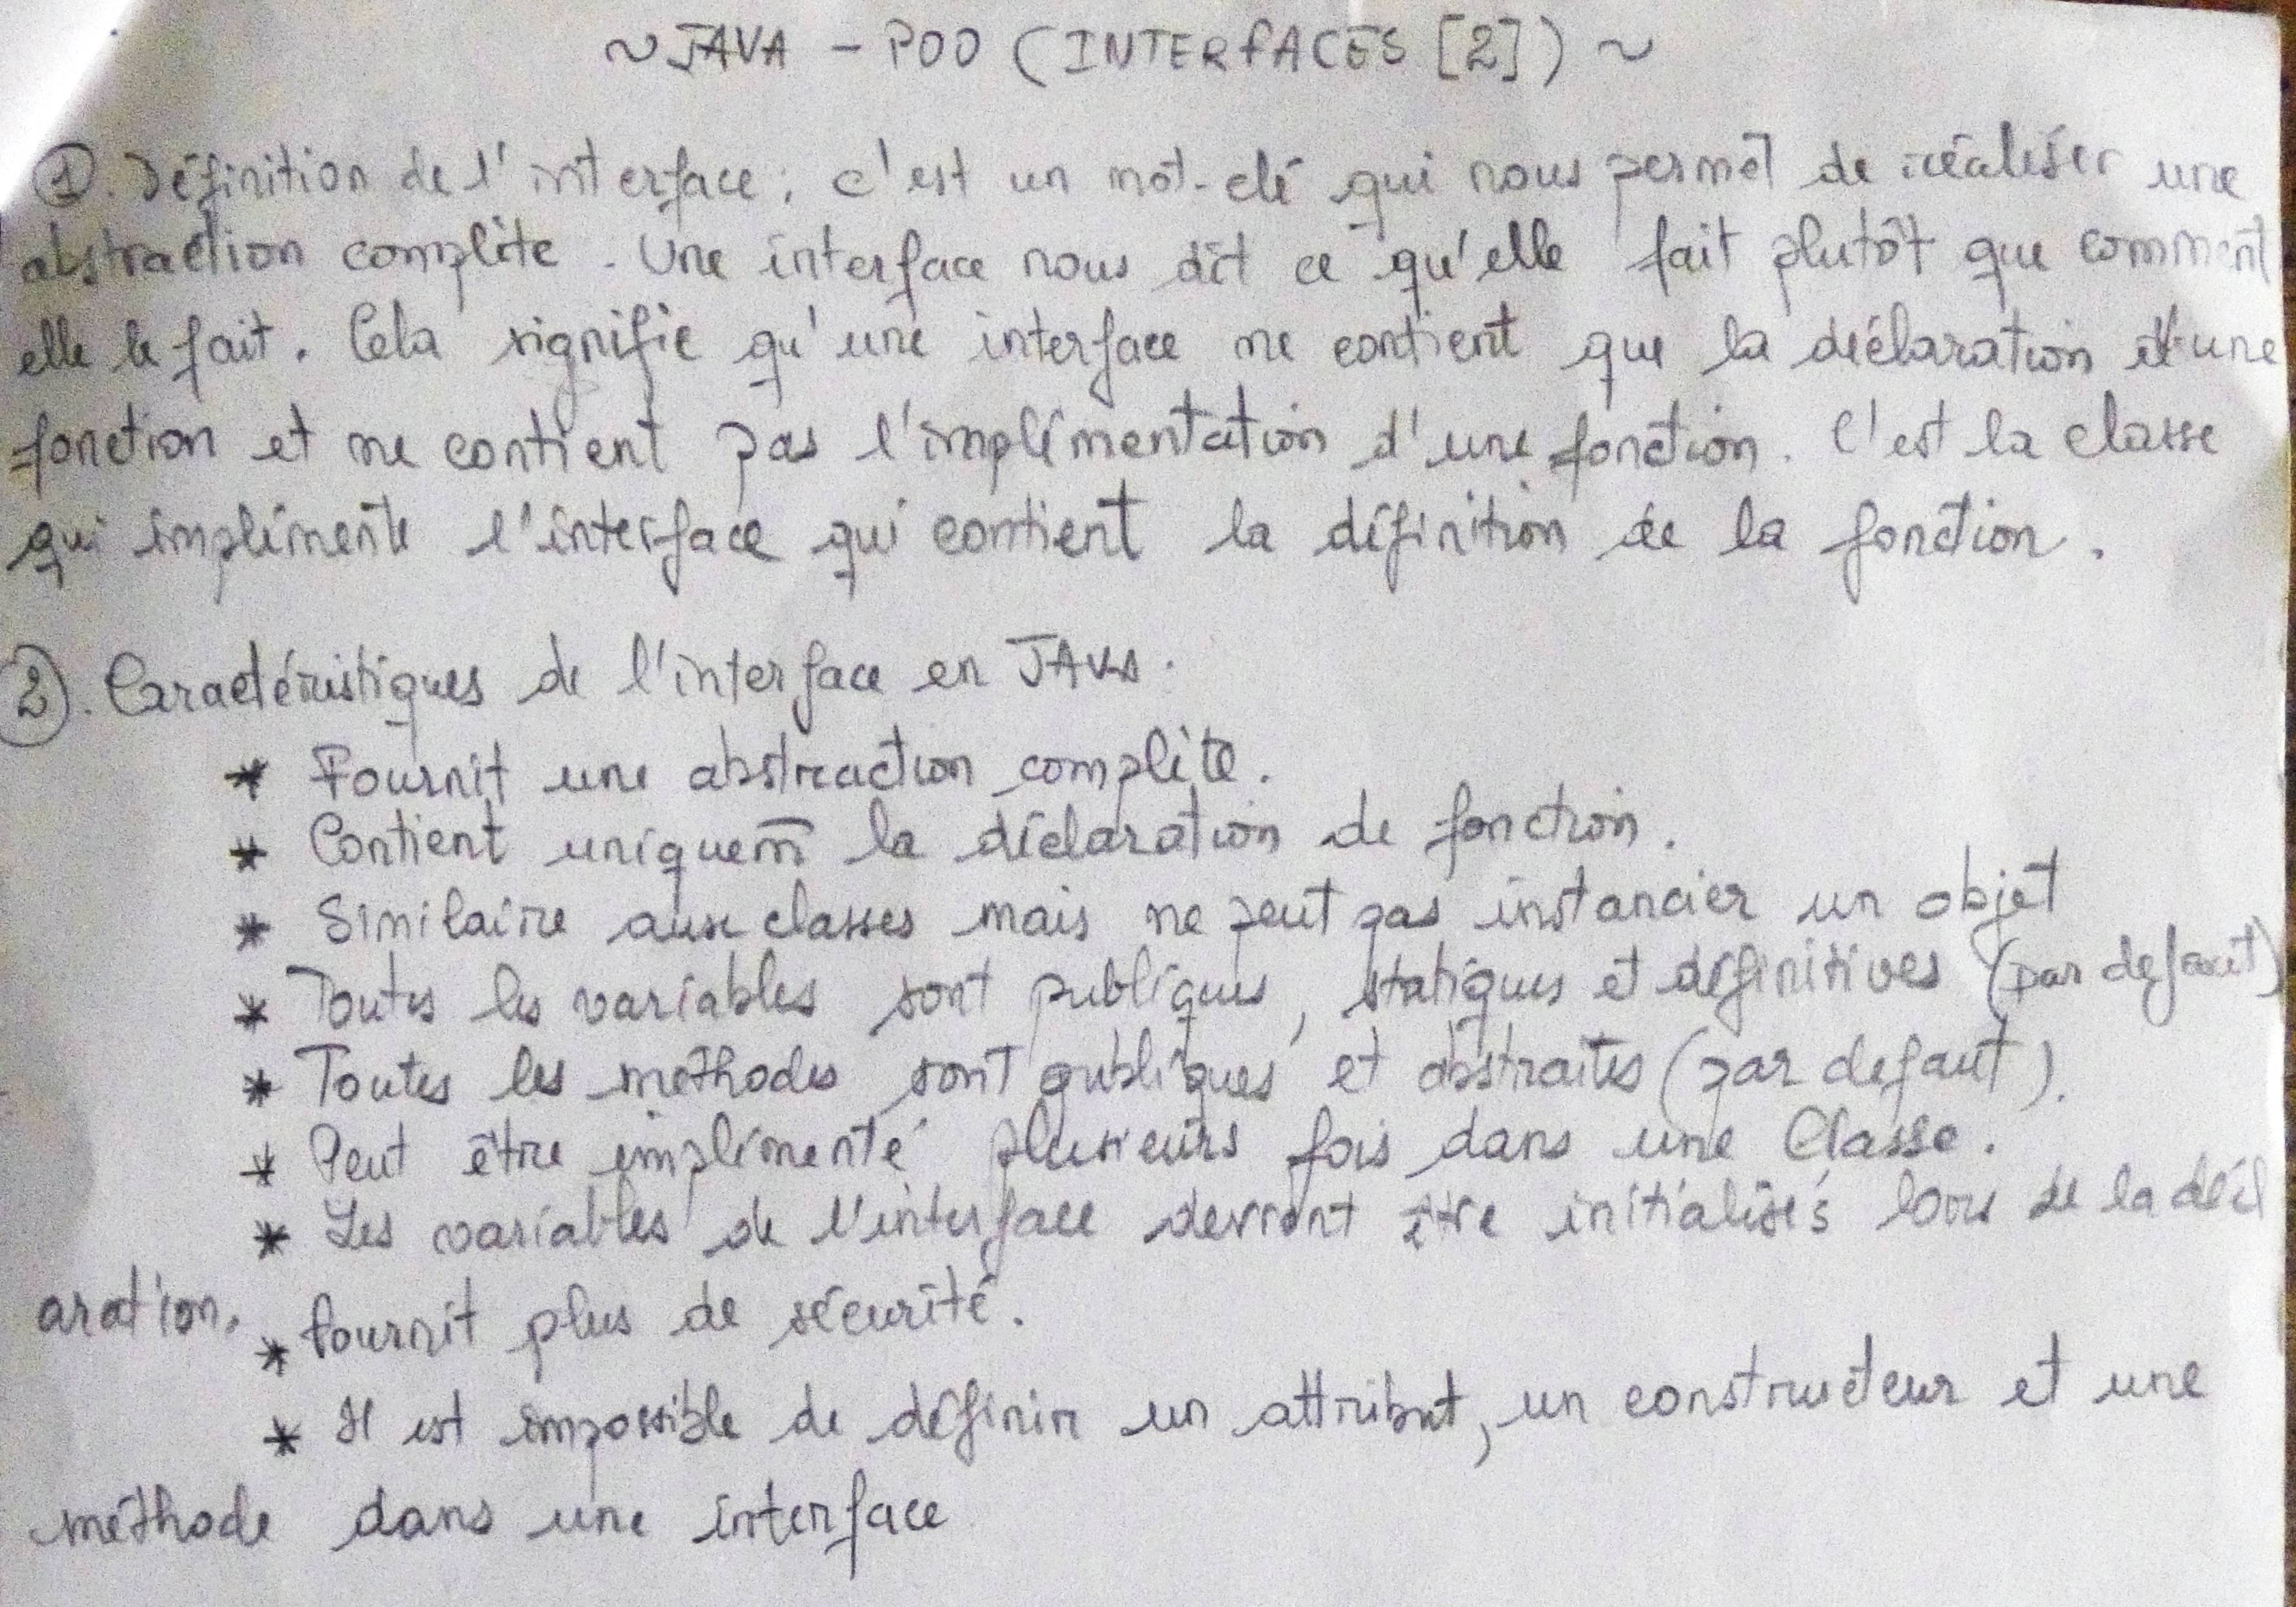 ~ JAVA - POO (INTERFACES [2]) ~
①. Définition de l'interface : c'est un mot-clé qui nous permet de réaliser une
abstraction complète. Une interface nous dit ce qu'elle fait plutôt que comment
elle le fait. Cela signifie qu'une interface ne contient que la déclaration d'une
fonction et ne contient pas l'implémentation d'une fonction. C'est la classe
qui implémente l'interface qui contient la définition de la fonction.
②. Caractéristiques de l'interface en JAVA.
* Fournit une abstraction complète.
* Contient uniquem̅ la déclaration de fonction.
* Similaire aux classes mais ne peut pas instancier un objet
* Toutes les variables sont publiques, statiques et définitives (par defaut)
* Toutes les méthodes sont publiques et abstraites (par defaut).
* Peut être implémenté plusieurs fois dans une Classe.
* Les variables de l'interface devront être initialisés lors de la décl
aration.
* Fournit plus de sécurité.
* Il est impossible de définir un attribut, un constructeur et une
méthode dans une interface